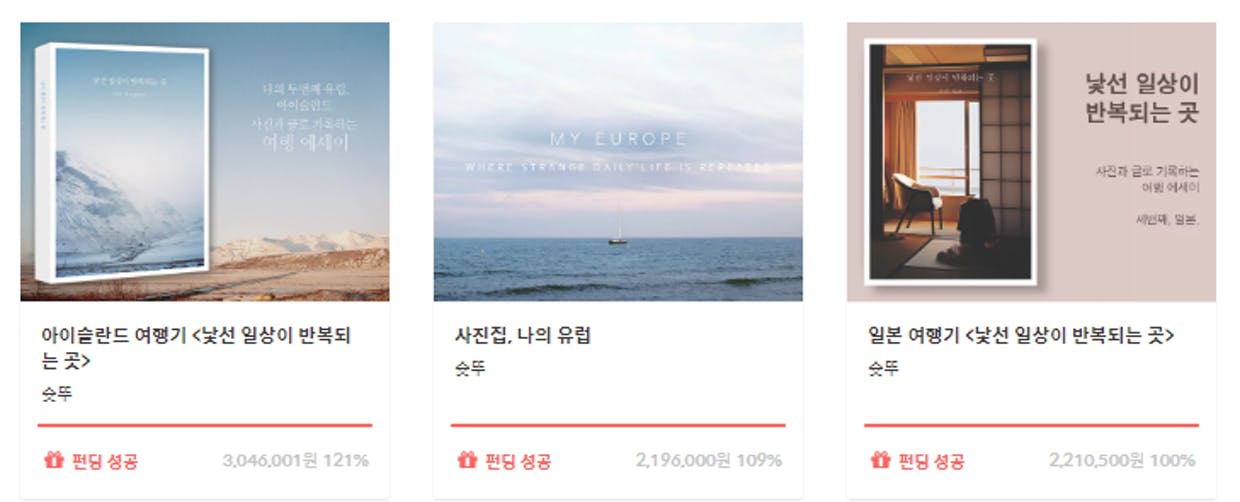 낯선 일상이 반복되는 곳
나의 두번째 유럽,
아이슬란드
사진과 글로 기록하는
여행 에세이
아이슬란드 여행기 <낯선 일상이 반복되
는 곳>
숏뚜
펀딩 성공
3,046,001원 121%
MY EUROPE
WHERE STRANGE DAILY LIFE IS REPEATED
사진집, 나의 유럽
숏뚜
펀딩 성공
2,196,000원 109%
낯선 일상이 반복되는 곳
낯선 일상이
반복되는 곳
사진과 글로 기록하는
여행 에세이
세번째, 일본.
일본 여행기 <낯선 일상이 반복되는 곳>
숏뚜
펀딩 성공
2,210,500원 100%